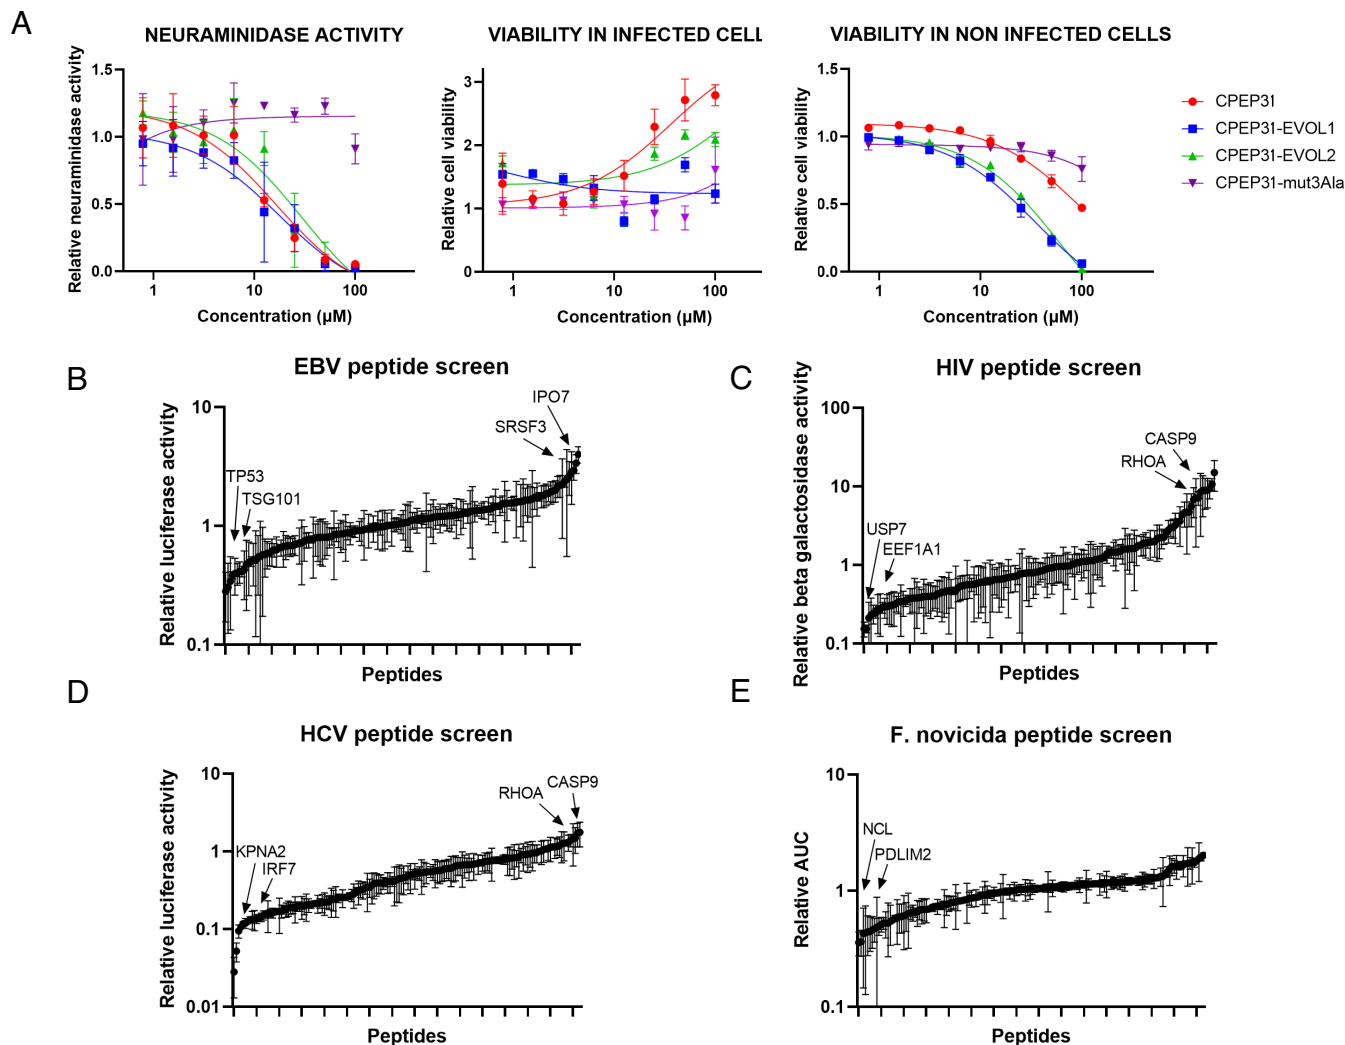 A
NEURAMINIDASE ACTIVITY
Relative neuraminidase activity
1.5
1.0
0.5
0.0
1
10
100
Concentration (µM)
VIABILITY IN INFECTED CELL
Relative cell viability
3
2
1
0
1
10
100
Concentration (µM)
VIABILITY IN NON INFECTED CELLS
Relative cell viability
1.5
1.0
0.5
0.0
1
10
100
Concentration (µM)
CPEP31
CPEP31-EVOL1
CPEP31-EVOL2
CPEP31-mut3Ala
B
EBV peptide screen
Relative luciferase activity
10
1
0.1
TP53
TSG101
SRSF3
IPO7
Peptides
C
HIV peptide screen
Relative beta galactosidase activity
100
10
1
0.1
USP7
EEF1A1
RHOA
CASP9
Peptides
D
HCV peptide screen
Relative luciferase activity
10
1
0.1
0.01
KPNA2
IRF7
RHOA
CASP9
Peptides
E
F. novicida peptide screen
Relative AUC
10
1
0.1
NCL
PDLIM2
Peptides